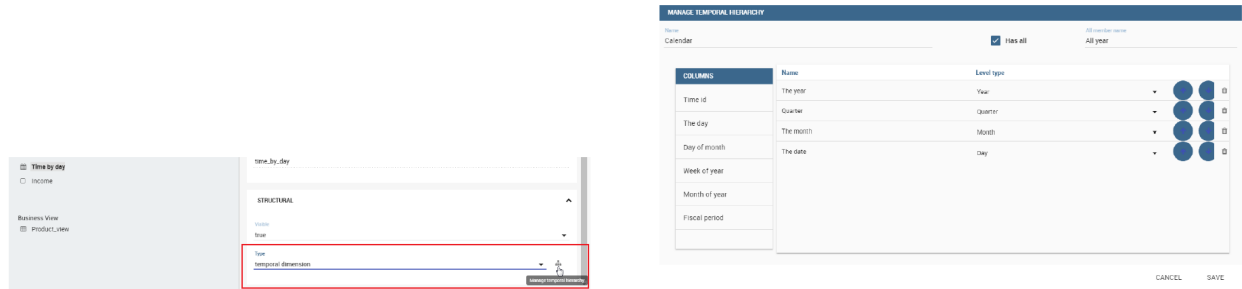 Time by day
Income
Business View
Product_view
time_by_day
STRUCTURAL
Visible
true
Type
temporal dimension
Manage temporal hierarchy
MANAGE TEMPORAL HIERARCHY
Name
Calendar
Has all
All member name
All year
COLUMNS
Time id
The day
Day of month
Week of year
Month of year
Fiscal period
Name Level type
The year Year
Quarter Quarter
The month Month
The date Day
CANCEL SAVE